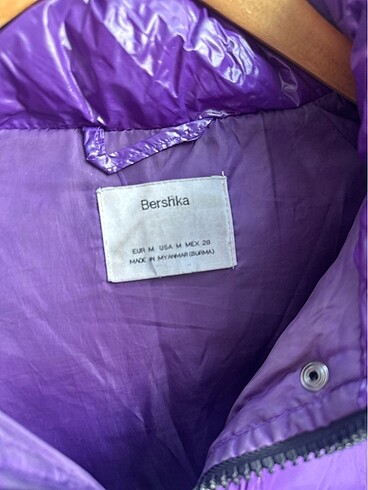 Bershka
EUR M USA M MEX 28
MADE IN MYANMAR (BURMA)